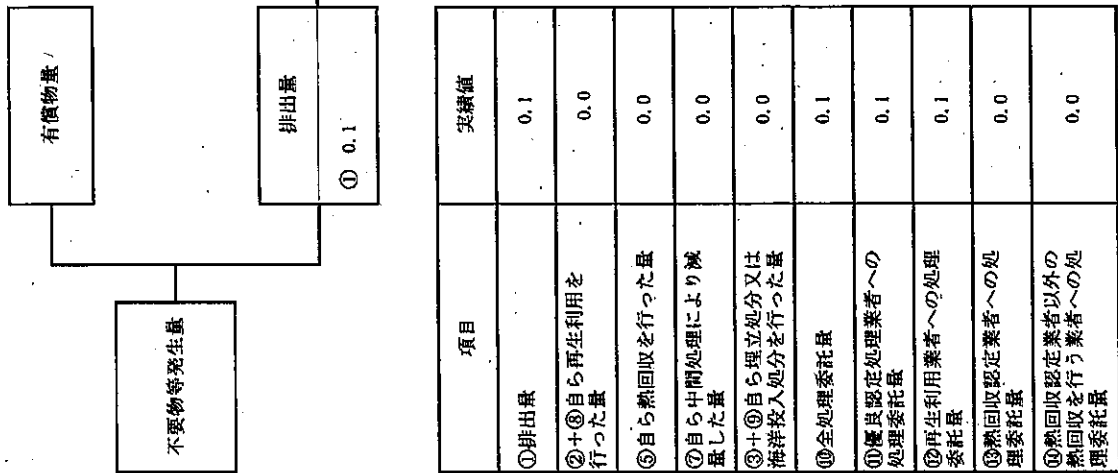 有償物量
不要物等発生量
排出量
① 0.1
項目
実績値
①排出量
0.1
②+⑧自ら再生利用を
行った量
0.0
⑤自ら熱回収を行った量
0.0
⑦自ら中間処理により減
量した量
0.0
③+⑨自ら埋立処分又は
海洋投入処分を行った量
0.0
⑩全処理委託量
0.1
⑪優良認定処理業者への
処理委託量
0.1
⑫再生利用業者への処理
委託量
0.1
⑬熱回収認定業者への処
理委託量
0.0
⑭熱回収認定業者以外の
熱回収を行う業者への処
理委託量
0.0